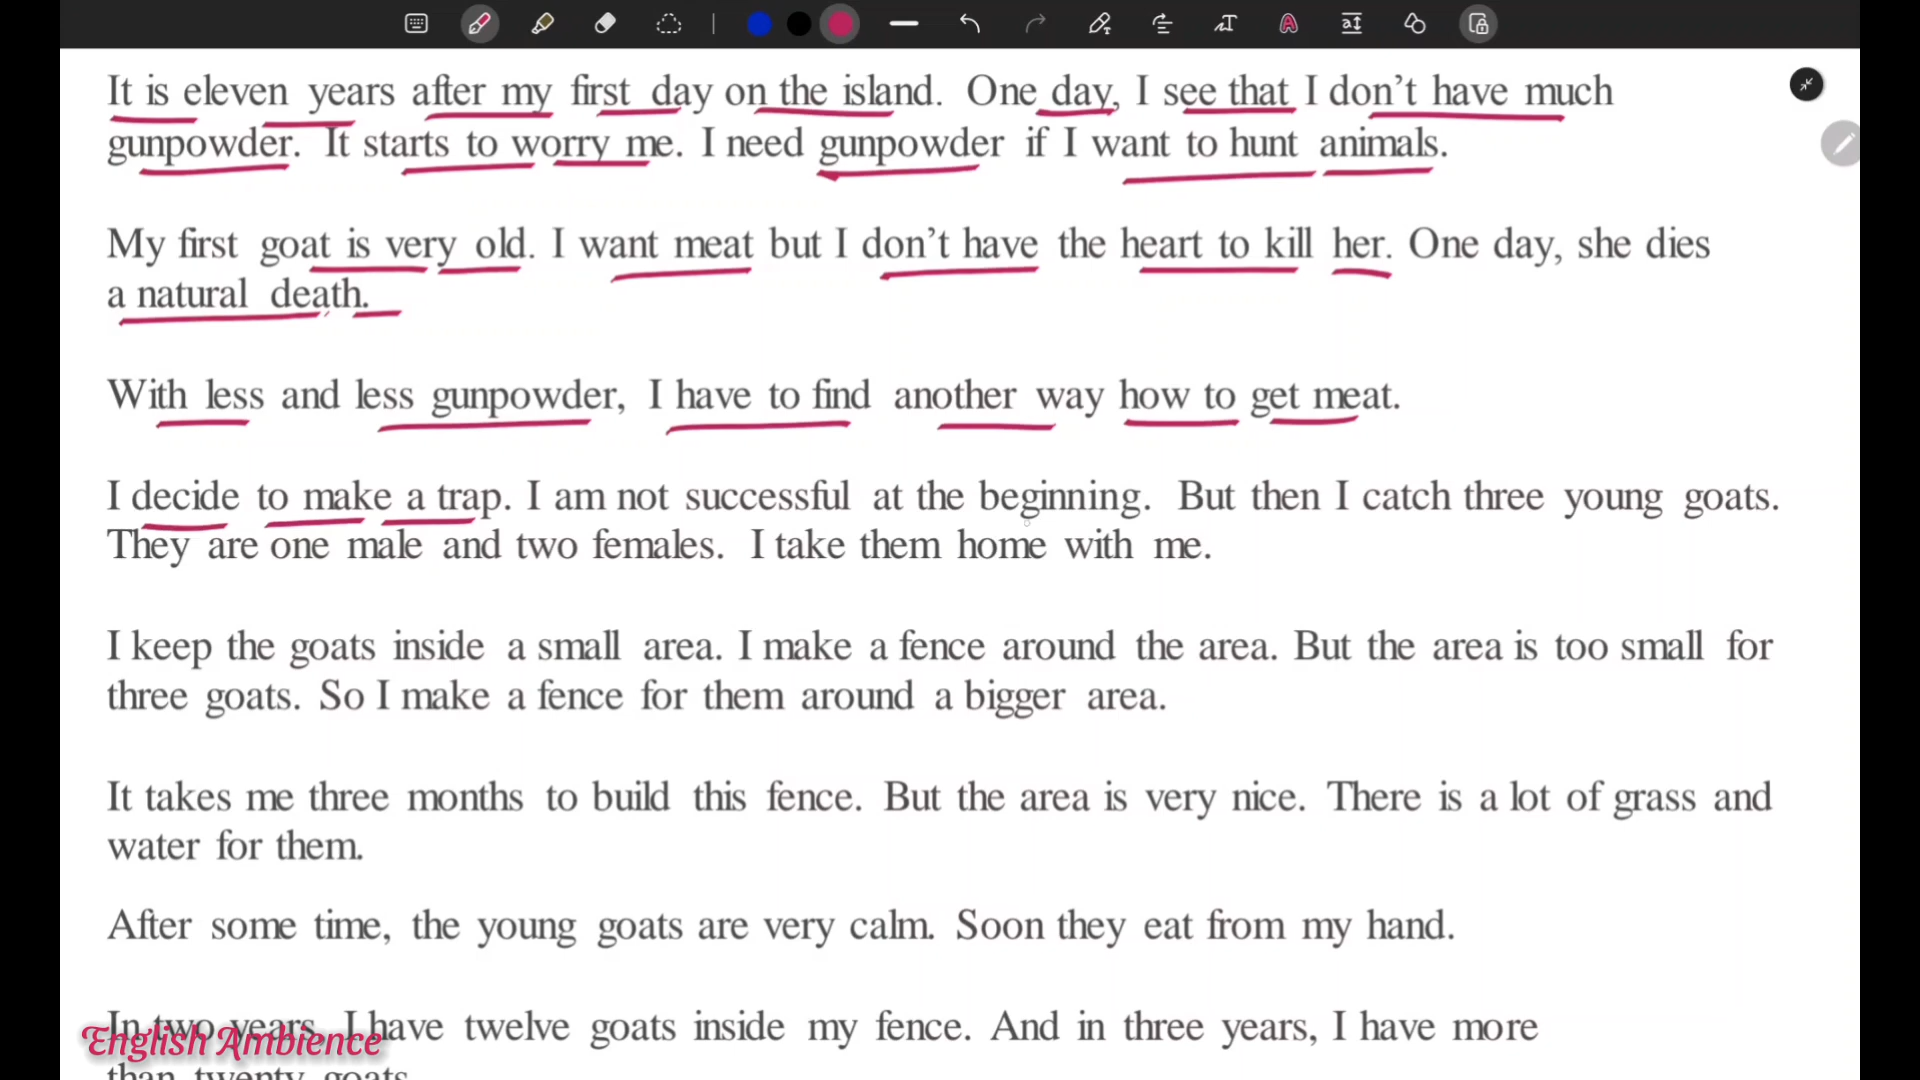 It is eleven years after my first day on the island. One day, I see that I don't have much
gunpowder. It starts to worry me. I need gunpowder if I want to hunt animals.
My first goat is very old. I want meat but I don't have the heart to kill her. One day, she dies
a natural death.
With less and less gunpowder, I have to find another way how to get meat.
I decide to make a trap. I am not successful at the beginning. But then I catch three young goats.
They are one male and two females. I take them home with me.
I keep the goats inside a small area. I make a fence around the area. But the area is too small for
three goats. So I make a fence for them around a bigger area.
It takes me three months to build this fence. But the area is very nice. There is a lot of grass and
water for them.
After some time, the young goats are very calm. Soon they eat from my hand.
In two years, I have twelve goats inside my fence. And in three years, I have more
than twenty goats.
English Ambience